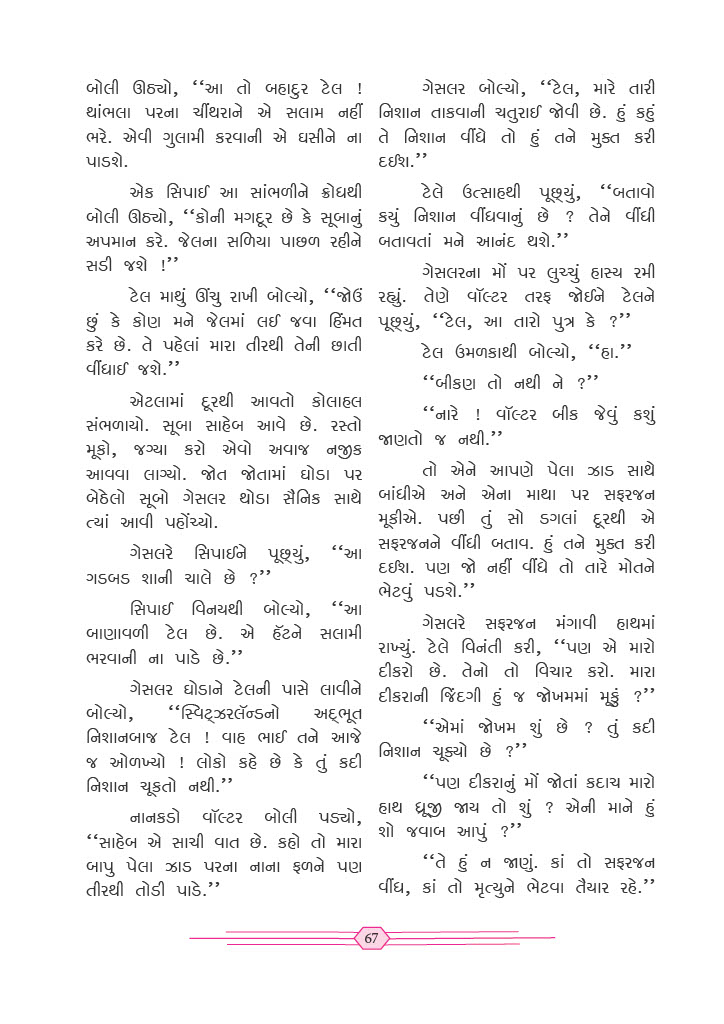 બોલી ઊઠ્યો, ‘‘આ તો બહાદુર ટેલ !
થાંભલા પરના ચીંથરાને એ સલામ નહીં
ભરે. એવી ગુલામી કરવાની એ ઘસીને ના
પાડશે.
એક સિપાઈ આ સાંભળીને ક્રોધથી
બોલી ઊઠ્યો, ‘‘કોની મગદૂર છે કે સૂબાનું
અપમાન કરે. જેલના સળિયા પાછળ રહીને
સડી જશે !’’
ટેલ માથું ઊંચુ રાખી બોલ્યો, ‘‘જોઉં
છું કે કોણ મને જેલમાં લઈ જવા હિંમત
કરે છે. તે પહેલાં મારા તીરથી તેની છાતી
વીંધાઈ જશે.’’
એટલામાં દૂરથી આવતો કોલાહલ
સંભળાયો. સૂબા સાહેબ આવે છે. રસ્તો
મૂકો, જગ્યા કરો એવો અવાજ નજીક
આવવા લાગ્યો. જોત જોતામાં ઘોડા પર
બેઠેલો સૂબો ગેસલર થોડા સૈનિક સાથે
ત્યાં આવી પહોંચ્યો.
ગેસલરે સિપાઈને પૂછ્યું, ‘‘આ
ગડબડ શાની ચાલે છે ?’’
સિપાઈ વિનયથી બોલ્યો, ‘‘આ
બાણાવળી ટેલ છે. એ હૅટને સલામી
ભરવાની ના પાડે છે.’’
ગેસલર ઘોડાને ટેલની પાસે લાવીને
બોલ્યો, ‘‘સ્વિટ્ઝરલૅન્ડનો અદ્ભૂત
નિશાનબાજ ટેલ ! વાહ ભાઈ તને આજે
જ ઓળખ્યો ! લોકો કહે છે કે તું કદી
નિશાન ચૂકતો નથી.’’
નાનકડો વૉલ્ટર બોલી પડ્યો,
‘‘સાહેબ એ સાચી વાત છે. કહો તો મારા
બાપુ પેલા ઝાડ પરના નાના ફળને પણ
તીરથી તોડી પાડે.’’
ગેસલર બોલ્યો, ‘‘ટેલ, મારે તારી
નિશાન તાકવાની ચતુરાઈ જોવી છે. હું કહું
તે નિશાન વીંધે તો હું તને મુક્ત કરી
દઈશ.’’
ટેલે ઉત્સાહથી પૂછ્યું, ‘‘બતાવો
કયું નિશાન વીંધવાનું છે ? તેને વીંધી
બતાવતાં મને આનંદ થશે.’’
ગેસલરના મોં પર લુચ્ચું હાસ્ય રમી
રહ્યું. તેણે વૉલ્ટર તરફ જોઈને ટેલને
પૂછ્યું, ‘‘ટેલ, આ તારો પુત્ર કે ?’’
ટેલ ઉમળકાથી બોલ્યો, ‘‘હા.’’
‘‘બીકણ તો નથી ને ?’’
‘‘નારે ! વૉલ્ટર બીક જેવું કશું
જાણતો જ નથી.’’
તો એને આપણે પેલા ઝાડ સાથે
બાંધીએ અને એના માથા પર સફરજન
મૂકીએ. પછી તું સો ડગલાં દૂરથી એ
સફરજનને વીંધી બતાવ. હું તને મુક્ત કરી
દઈશ. પણ જો નહીં વીંધે તો તારે મોતને
ભેટવું પડશે.’’
ગેસલરે સફરજન મંગાવી હાથમાં
રાખ્યું. ટેલે વિનંતી કરી, ‘‘પણ એ મારો
દીકરો છે. તેનો તો વિચાર કરો. મારા
દીકરાની જિંદગી હું જ જોખમમાં મૂકું ?’’
‘‘એમાં જોખમ શું છે ? તું કદી
નિશાન ચૂક્યો છે ?’’
‘‘પણ દીકરાનું મોં જોતાં કદાચ મારો
હાથ ધ્રૂજી જાય તો શું ? એની માને હું
શો જવાબ આપું ?’’
‘‘તે હું ન જાણું. કાં તો સફરજન
વીંધ, કાં તો મૃત્યુને ભેટવા તૈયાર રહે.’’
67